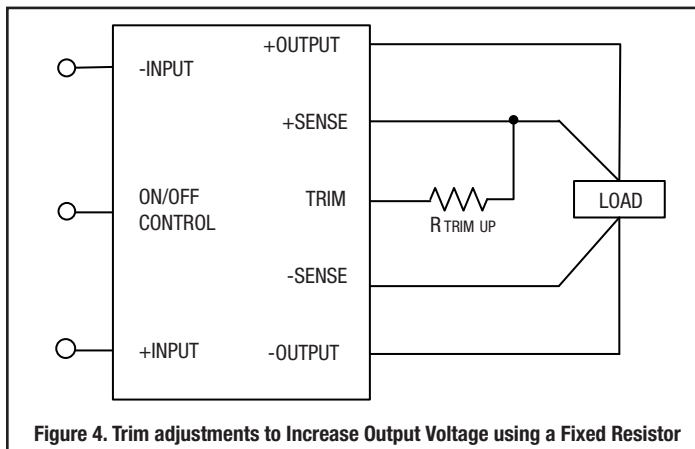 +OUTPUT
-INPUT
+SENSE
ON/OFF
CONTROL
TRIM
R TRIM UP
LOAD
-SENSE
+INPUT
-OUTPUT
Figure 4. Trim adjustments to Increase Output Voltage using a Fixed Resistor